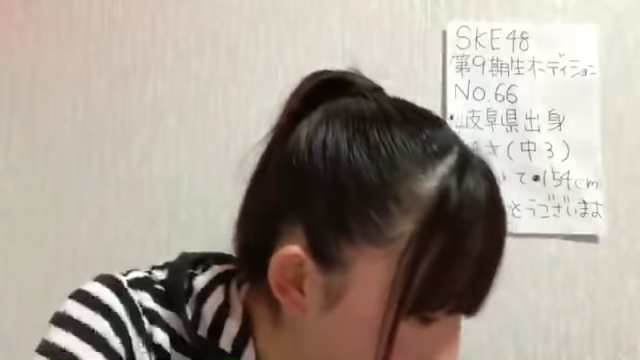 SKE48
第9期生オーディション
No.66
・岐阜県出身
(中3)
て・154cm
とうございます